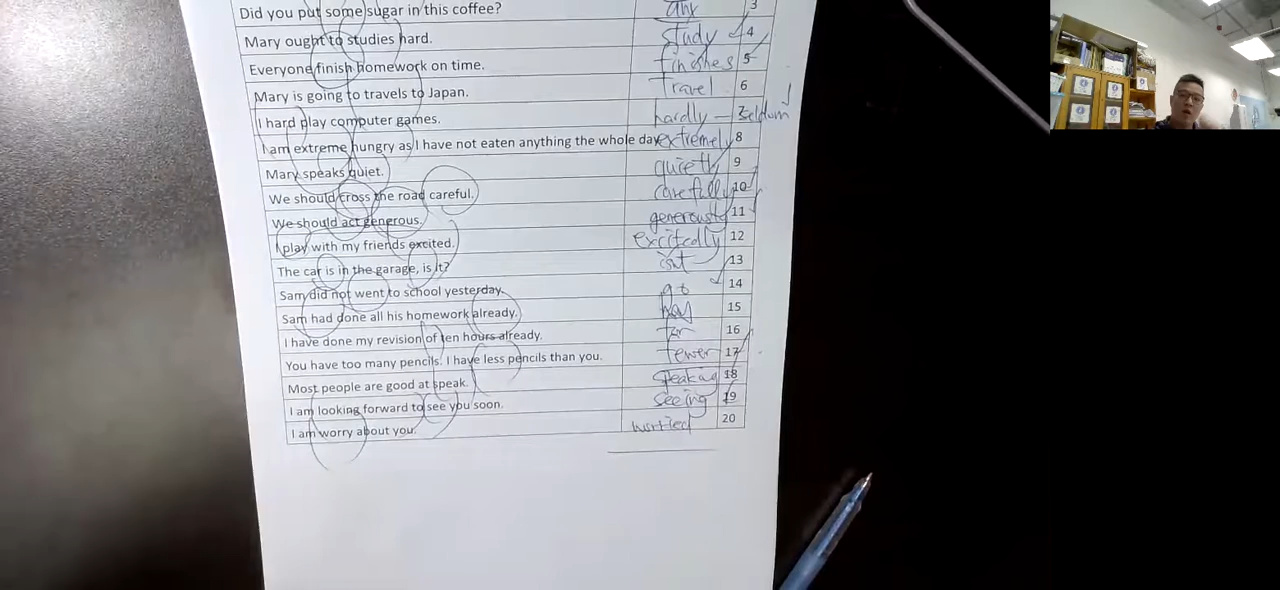 Did you put some sugar in this coffee? any 3
Mary ought to studies hard. study 4
Everyone finish homework on time. finishes 5
Mary is going to travels to Japan. Travel 6
I hard play computer games. hardly – seldom 7
I am extreme hungry as I have not eaten anything the whole day extremely 8
Mary speaks quiet. quietly 9
We should cross the road careful. carefully 10
We should act generous. generously 11
I play with my friends excited. excitedly 12
The car is in the garage, is it? isnt 13
Sam did not went to school yesterday. go 14
Sam had done all his homework already. has 15
I have done my revision of ten hours already. for 16
You have too many pencils. I have less pencils than you. fewer 17
Most people are good at speak. speaking 18
I am looking forward to see you soon. seeing 19
I am worry about you. worried 20